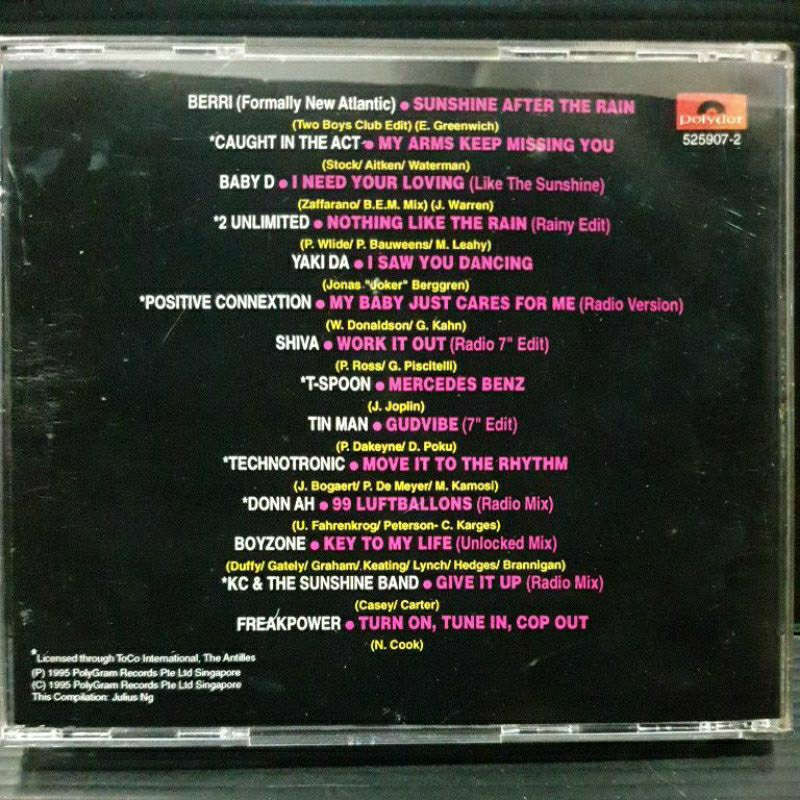 BERRI (Formally New Atlantic) ● SUNSHINE AFTER THE RAIN
(Two Boys Club Edit) (E. Greenwich)
*CAUGHT IN THE ACT ● MY ARMS KEEP MISSING YOU
(Stock/ Aitken/ Waterman)
BABY D ● I NEED YOUR LOVING (Like The Sunshine)
(Zaffarano/ B.E.M. Mix) (J. Warren)
*2 UNLIMITED ● NOTHING LIKE THE RAIN (Rainy Edit)
(P. Wilde/ P. Bauweens/ M. Leahy)
YAKI DA ● I SAW YOU DANCING
(Jonas "Joker" Berggren)
*POSITIVE CONNEXTION ● MY BABY JUST CARES FOR ME (Radio Version)
(W. Donaldson/ G. Kahn)
SHIVA ● WORK IT OUT (Radio 7" Edit)
(P. Ross/ G. Piscitelli)
*T-SPOON ● MERCEDES BENZ
(J. Joplin)
TIN MAN ● GUDVIBE (7" Edit)
(P. Dakeyne/ D. Poku)
*TECHNOTRONIC ● MOVE IT TO THE RHYTHM
(J. Bogaert/ P. De Meyer/ M. Kamosi)
*DONN AH ● 99 LUFTBALLONS (Radio Mix)
(U. Fahrenkrog/ Peterson- C. Karges)
BOYZONE ● KEY TO MY LIFE (Unlocked Mix)
(Duffy/ Gately/ Graham/ Keating/ Lynch/ Hedges/ Brannigan)
*KC & THE SUNSHINE BAND ● GIVE IT UP (Radio Mix)
(Casey/ Carter)
FREAKPOWER ● TURN ON, TUNE IN, COP OUT
(N. Cook)
Polydor
525907-2
*Licensed through ToCo International, The Antilles
(P) 1995 PolyGram Records Pte Ltd Singapore
(C) 1995 PolyGram Records Pte Ltd Singapore
This Compilation: Julius Ng